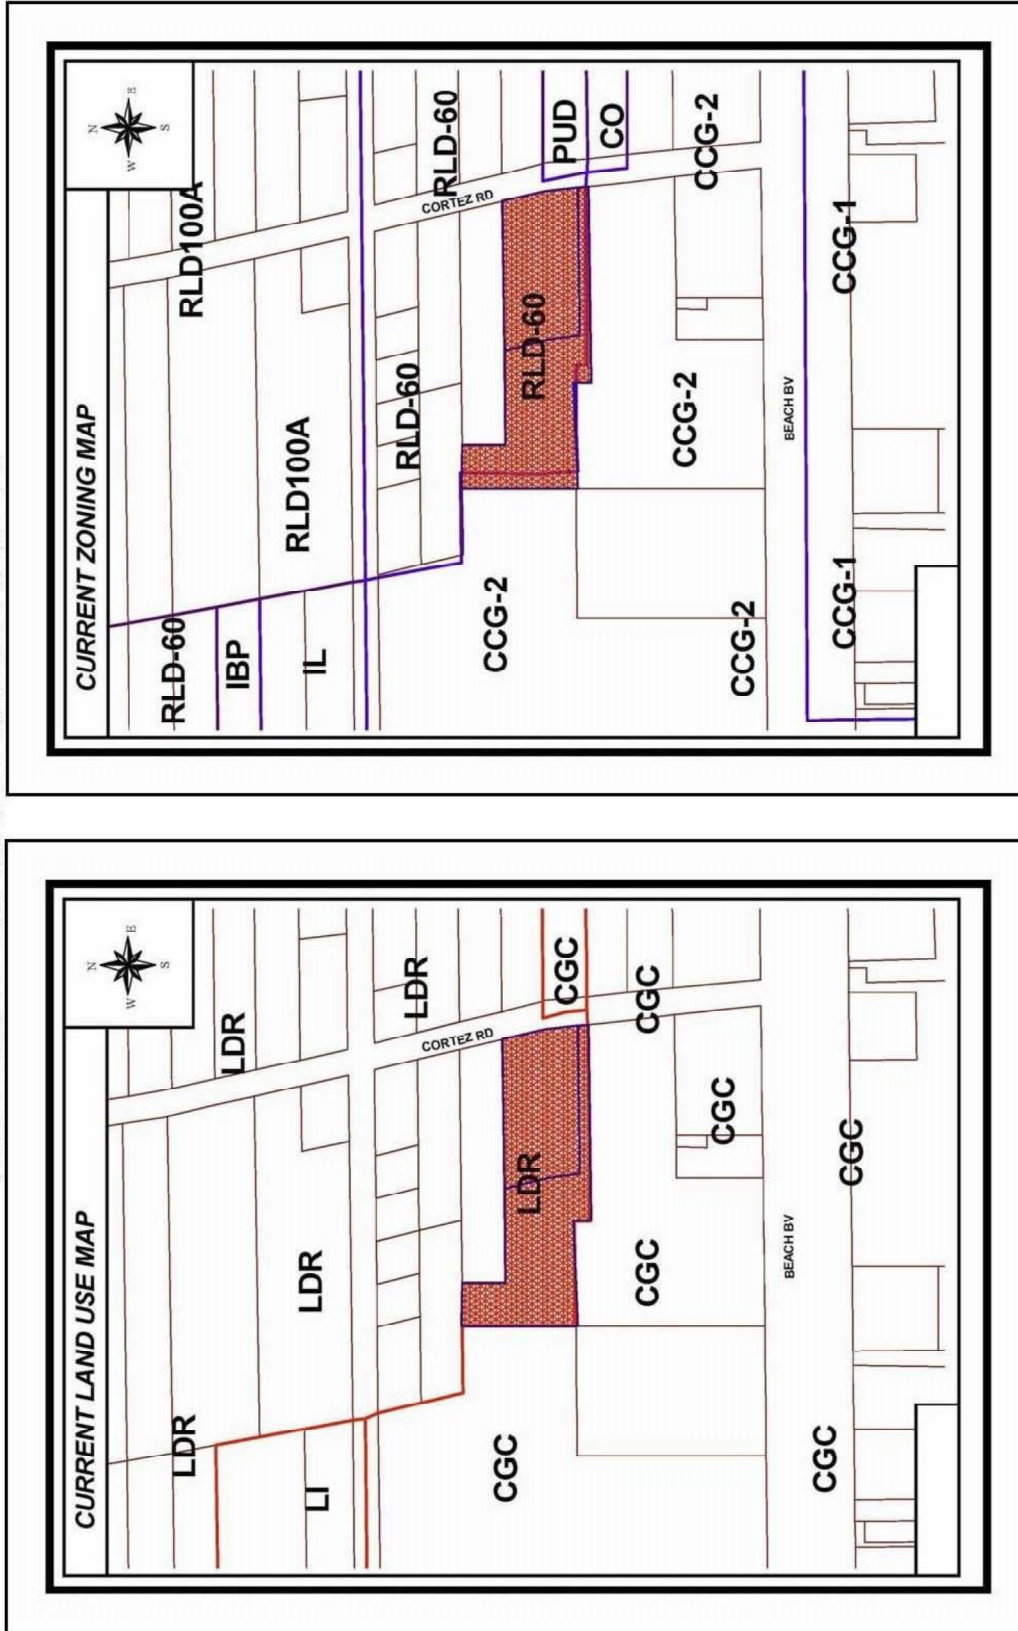 CURRENT LAND USE MAP
N
W
E
S
LDR
LDR
LDR
LDR
LI
CORTEZ RD
CGC
LDR
CGC
CGC
CGC
CGC
BEACH BV
CGC
CGC
CURRENT ZONING MAP
N
W
E
S
RLD-60
RLD100A
IBP
RLD100A
IL
RLD-60
RLD-60
CORTEZ RD
PUD
CO
RLD-60
CCG-2
CCG-2
CCG-2
CCG-2
BEACH BV
CCG-1
CCG-1